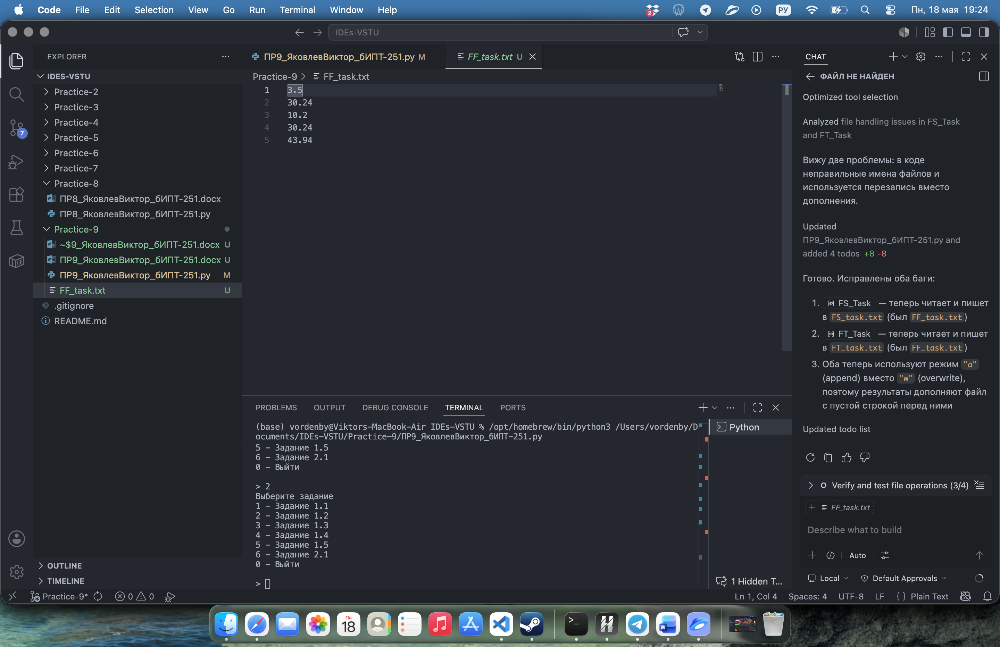 Code File Edit Selection View Go Run Terminal Window Help
2 РУ Пн, 18 мая 19:24
IDEs-VSTU
EXPLORER
IDES-VSTU
Practice-2
Practice-3
Practice-4
Practice-5
Practice-6
Practice-7
Practice-8
ПР8_ЯковлевВиктор_бИПТ-251.docx
ПР8_ЯковлевВиктор_бИПТ-251.py
Practice-9
~$9_ЯковлевВиктор_бИПТ-251.docx U
ПР9_ЯковлевВиктор_бИПТ-251.docx U
ПР9_ЯковлевВиктор_бИПТ-251.py M
FF_task.txt U
.gitignore
README.md
OUTLINE
TIMELINE
7
ПР9_ЯковлевВиктор_бИПТ-251.py M
FF_task.txt U
Practice-9 > FF_task.txt
1 3.5
2 30.24
3 10.2
4 30.24
5 43.94
PROBLEMS OUTPUT DEBUG CONSOLE TERMINAL PORTS
(base) vordenby@Viktors-MacBook-Air IDEs-VSTU % /opt/homebrew/bin/python3 /Users/vordenby/D
ocuments/IDEs-VSTU/Practice-9/ПР9_ЯковлевВиктор_бИПТ-251.py
5 - Задание 1.5
6 - Задание 2.1
0 - Выйти
> 2
Выберите задание
1 - Задание 1.1
2 - Задание 1.2
3 - Задание 1.3
4 - Задание 1.4
5 - Задание 1.5
6 - Задание 2.1
0 - Выйти
>
Python
1 Hidden T...
CHAT
ФАЙЛ НЕ НАЙДЕН
Optimized tool selection
Analyzed file handling issues in FS_Task
and FT_Task
Вижу две проблемы: в коде
неправильные имена файлов и
используется перезапись вместо
дополнения.
Updated
ПР9_ЯковлевВиктор_бИПТ-251.py and
added 4 todos +8 -8
Готово. Исправлены оба баги:
1. FS_Task — теперь читает и пишет
в FS_task.txt (был FF_task.txt)
2. FT_Task — теперь читает и пишет
в FT_task.txt (был FF_task.txt)
3. Оба теперь используют режим "a"
(append) вместо "w" (overwrite),
поэтому результаты дополняют файл
с пустой строкой перед ними
Updated todo list
Verify and test file operations (3/4)
FF_task.txt
Describe what to build
Auto
Local Default Approvals
Practice-9* 0 0
Ln 1, Col 4 Spaces: 4 UTF-8 LF {} Plain Text
Пн
18
W